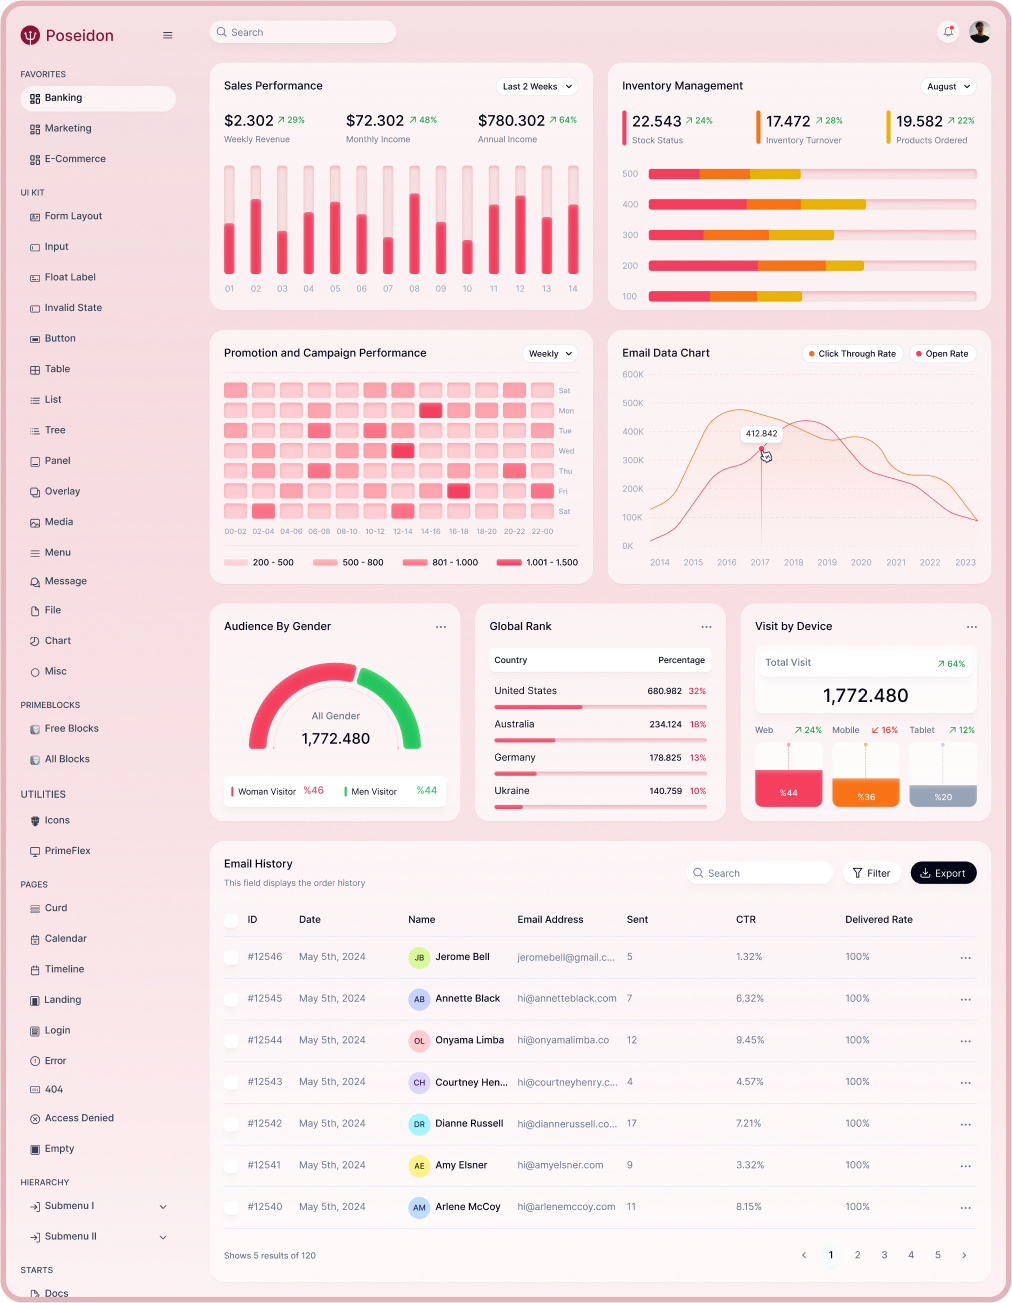 Poseidon
Search
FAVORITES
Banking
Marketing
E-Commerce
UI KIT
Form Layout
Input
Float Label
Invalid State
Button
Table
List
Tree
Panel
Overlay
Media
Menu
Message
File
Chart
Misc
PRIMEBLOCKS
Free Blocks
All Blocks
UTILITIES
Icons
PrimeFlex
PAGES
Curd
Calendar
Timeline
Landing
Login
Error
404
Access Denied
Empty
HIERARCHY
Submenu I
Submenu II
STARTS
Docs
Sales Performance
Last 2 Weeks
$2.302 29% $72.302 48% $780.302 64%
Weekly Revenue Monthly Income Annual Income
01 02 03 04 05 06 07 08 09 10 11 12 13 14
Inventory Management
August
22.543 24% 17.472 28% 19.582 22%
Stock Status Inventory Turnover Products Ordered
500
400
300
200
100
Promotion and Campaign Performance
Weekly
Sat
Mon
Tue
Wed
Thu
Fri
Sat
00-02 02-04 04-06 06-08 08-10 10-12 12-14 14-16 16-18 18-20 20-22 22-00
200 - 500 500 - 800 801 - 1.000 1.001 - 1.500
Email Data Chart
Click Through Rate Open Rate
600K
500K
400K
412.842
300K
200K
100K
0K
2014 2015 2016 2017 2018 2019 2020 2021 2022 2023
Audience By Gender
All Gender
1,772.480
Woman Visitor %46 Men Visitor %44
Global Rank
Country Percentage
United States 680.982 32%
Australia 234.124 18%
Germany 178.825 13%
Ukraine 140.759 10%
Visit by Device
Total Visit 64%
1,772.480
Web 24% Mobile 16% Tablet 12%
%44 %36 %20
Email History
This field displays the order history
Search
Filter
Export
ID Date Name Email Address Sent CTR Delivered Rate
#12546 May 5th, 2024 JB Jerome Bell jeromebell@gmail.c... 5 1.32% 100%
#12545 May 5th, 2024 AB Annette Black hi@annetteblack.com 7 6.32% 100%
#12544 May 5th, 2024 OL Onyama Limba hi@onyamalimba.co 12 9.45% 100%
#12543 May 5th, 2024 CH Courtney Hen... hi@courtneyhenry.c... 4 4.57% 100%
#12542 May 5th, 2024 DR Dianne Russell hi@diannerussell.co... 17 7.21% 100%
#12541 May 5th, 2024 AE Amy Elsner hi@amyelsner.com 9 3.32% 100%
#12540 May 5th, 2024 AM Arlene McCoy hi@arlenemccoy.com 11 8.15% 100%
Shows 5 results of 120
1 2 3 4 5